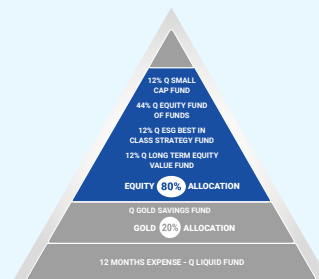 12% Q SMALL
CAP FUND
44% Q EQUITY FUND
OF FUNDS
12% Q ESG BEST IN
CLASS STRATEGY FUND
12% Q LONG TERM EQUITY
VALUE FUND
EQUITY 80% ALLOCATION
Q GOLD SAVINGS FUND
GOLD 20% ALLOCATION
12 MONTHS EXPENSE - Q LIQUID FUND